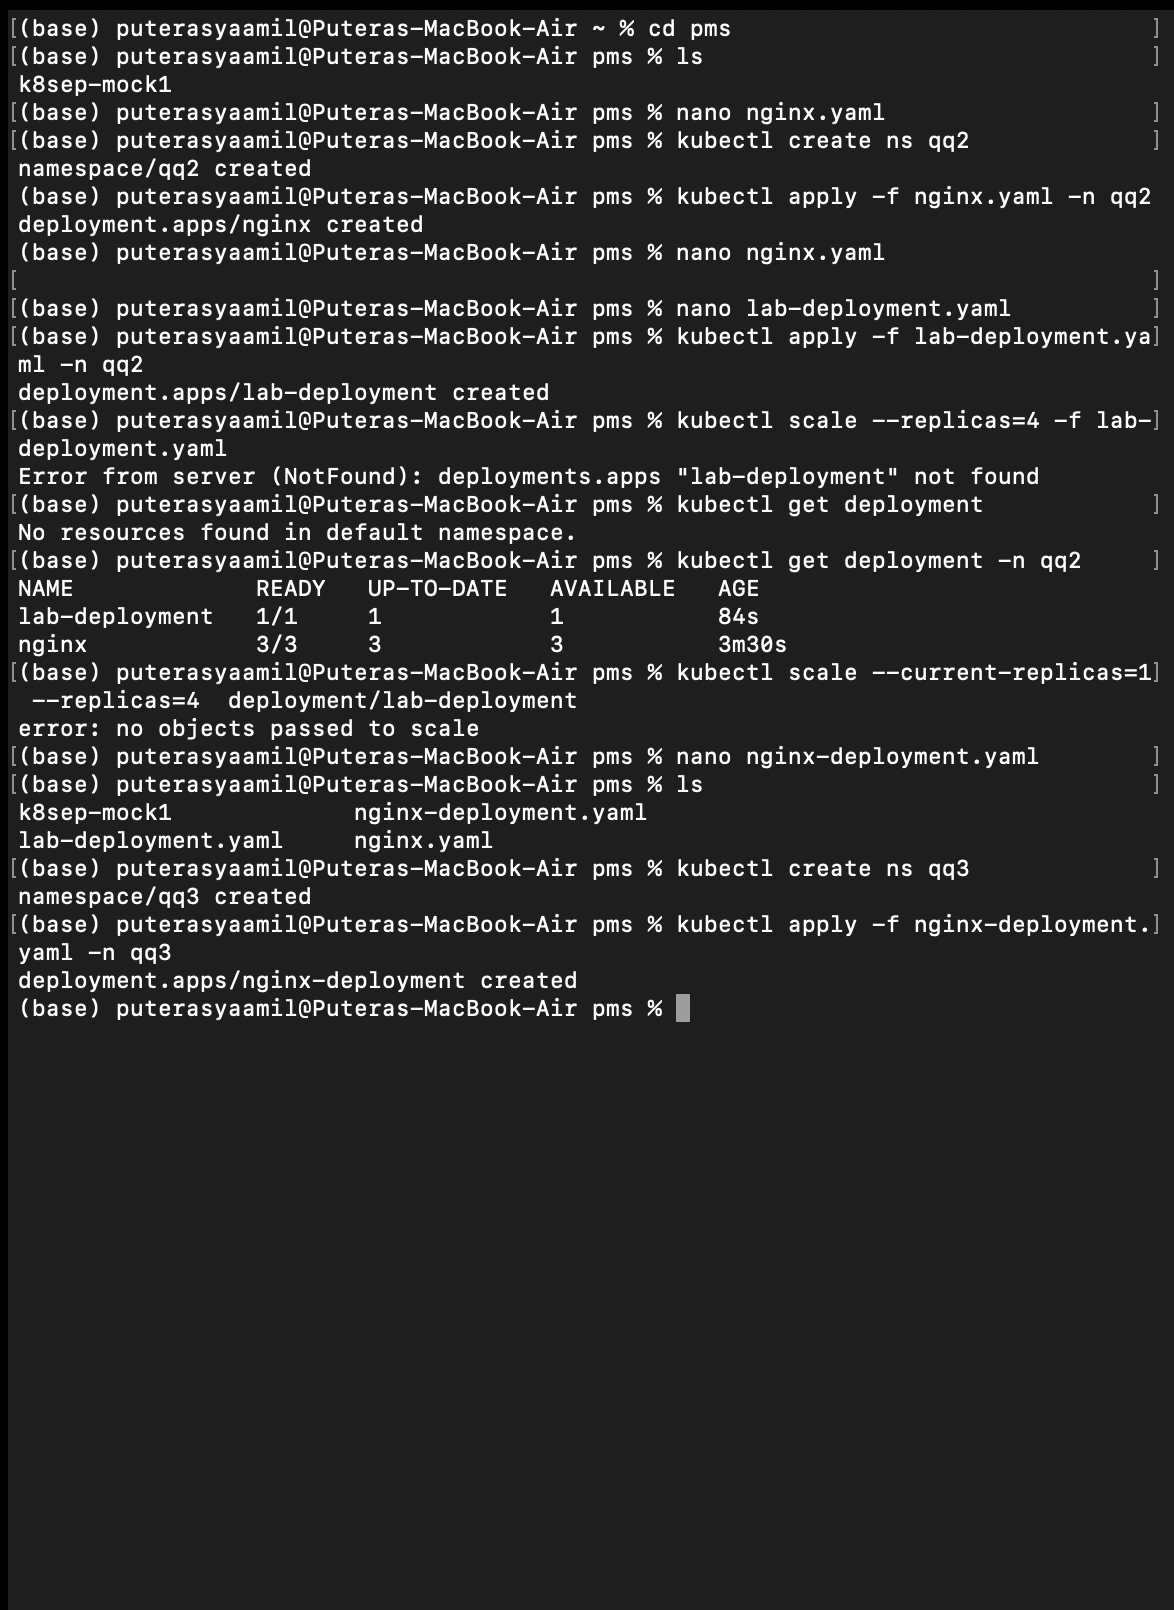 [(base) puterasyaamil@Puteras-MacBook-Air ~ % cd pms ]
[(base) puterasyaamil@Puteras-MacBook-Air pms % ls ]
k8sep-mock1
[(base) puterasyaamil@Puteras-MacBook-Air pms % nano nginx.yaml ]
[(base) puterasyaamil@Puteras-MacBook-Air pms % kubectl create ns qq2 ]
namespace/qq2 created
(base) puterasyaamil@Puteras-MacBook-Air pms % kubectl apply -f nginx.yaml -n qq2
deployment.apps/nginx created
(base) puterasyaamil@Puteras-MacBook-Air pms % nano nginx.yaml
[ ]
[(base) puterasyaamil@Puteras-MacBook-Air pms % nano lab-deployment.yaml ]
[(base) puterasyaamil@Puteras-MacBook-Air pms % kubectl apply -f lab-deployment.ya]
ml -n qq2
deployment.apps/lab-deployment created
[(base) puterasyaamil@Puteras-MacBook-Air pms % kubectl scale --replicas=4 -f lab-]
deployment.yaml
Error from server (NotFound): deployments.apps "lab-deployment" not found
[(base) puterasyaamil@Puteras-MacBook-Air pms % kubectl get deployment ]
No resources found in default namespace.
[(base) puterasyaamil@Puteras-MacBook-Air pms % kubectl get deployment -n qq2 ]
NAME READY UP-TO-DATE AVAILABLE AGE
lab-deployment 1/1 1 1 84s
nginx 3/3 3 3 3m30s
[(base) puterasyaamil@Puteras-MacBook-Air pms % kubectl scale --current-replicas=1]
--replicas=4  deployment/lab-deployment
error: no objects passed to scale
[(base) puterasyaamil@Puteras-MacBook-Air pms % nano nginx-deployment.yaml ]
[(base) puterasyaamil@Puteras-MacBook-Air pms % ls ]
k8sep-mock1 nginx-deployment.yaml
lab-deployment.yaml nginx.yaml
[(base) puterasyaamil@Puteras-MacBook-Air pms % kubectl create ns qq3 ]
namespace/qq3 created
[(base) puterasyaamil@Puteras-MacBook-Air pms % kubectl apply -f nginx-deployment.]
yaml -n qq3
deployment.apps/nginx-deployment created
(base) puterasyaamil@Puteras-MacBook-Air pms %